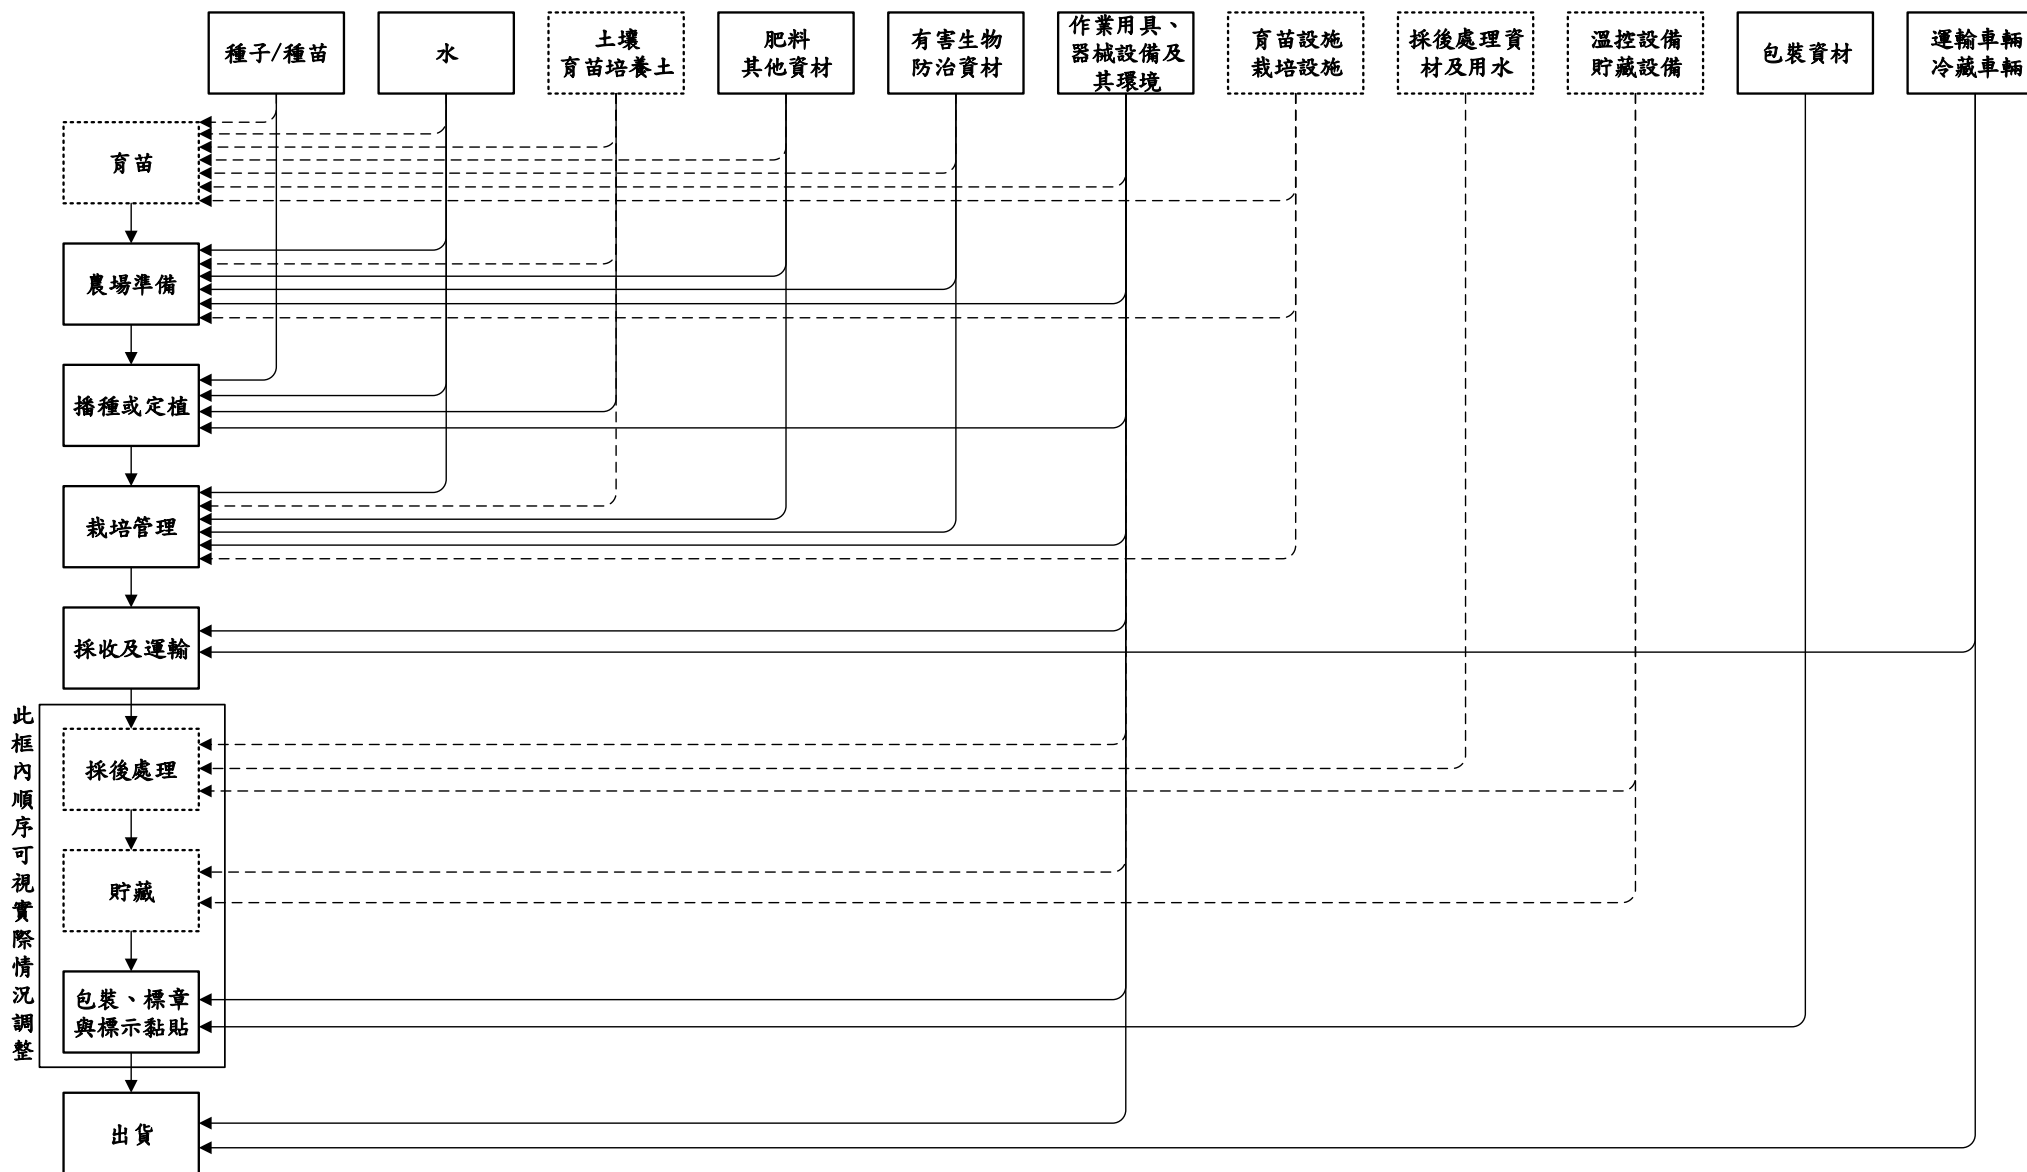 種子/種苗
水
土壤
育苗培養土
肥料
其他資材
有害生物
防治資材
作業用具、
器械設備及
其環境
育苗設施
栽培設施
採後處理資
材及用水
溫控設備
貯藏設備
包裝資材
運輸車輛
冷藏車輛
育苗
農場準備
播種或定植
栽培管理
採收及運輸
此框內順序可視實際情況調整
採後處理
貯藏
包裝、標章
與標示黏貼
出貨